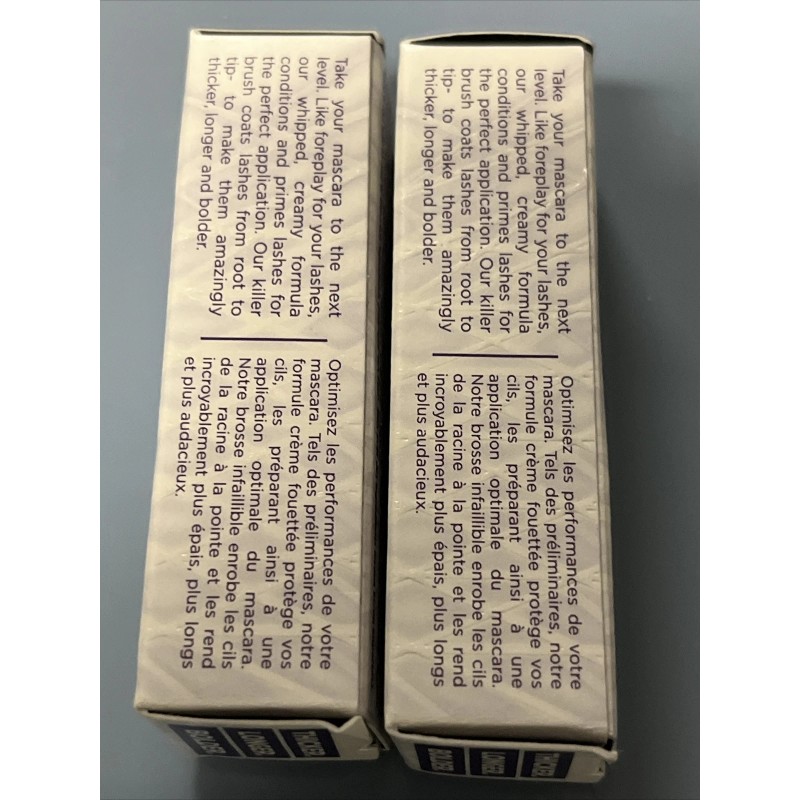 Take your mascara to the next
level. Like foreplay for your lashes,
our whipped, creamy formula
conditions and primes lashes for
the perfect application. Our killer
brush coats lashes from root to
tip- to make them amazingly
thicker, longer and bolder.
Optimisez les performances de votre
mascara. Tels des préliminaires, notre
formule crème fouettée protège vos
cils, les préparant ainsi à une
application optimale du mascara.
Notre brosse infaillible enrobe les cils
de la racine à la pointe et les rend
incroyablement plus épais, plus longs
et plus audacieux.
THICKER
LONGER
BOLDER
Take your mascara to the next
level. Like foreplay for your lashes,
our whipped, creamy formula
conditions and primes lashes for
the perfect application. Our killer
brush coats lashes from root to
tip- to make them amazingly
thicker, longer and bolder.
Optimisez les performances de votre
mascara. Tels des préliminaires, notre
formule crème fouettée protège vos
cils, les préparant ainsi à une
application optimale du mascara.
Notre brosse infaillible enrobe les cils
de la racine à la pointe et les rend
incroyablement plus épais, plus longs
et plus audacieux.
THICKER
LONGER
BOLDER